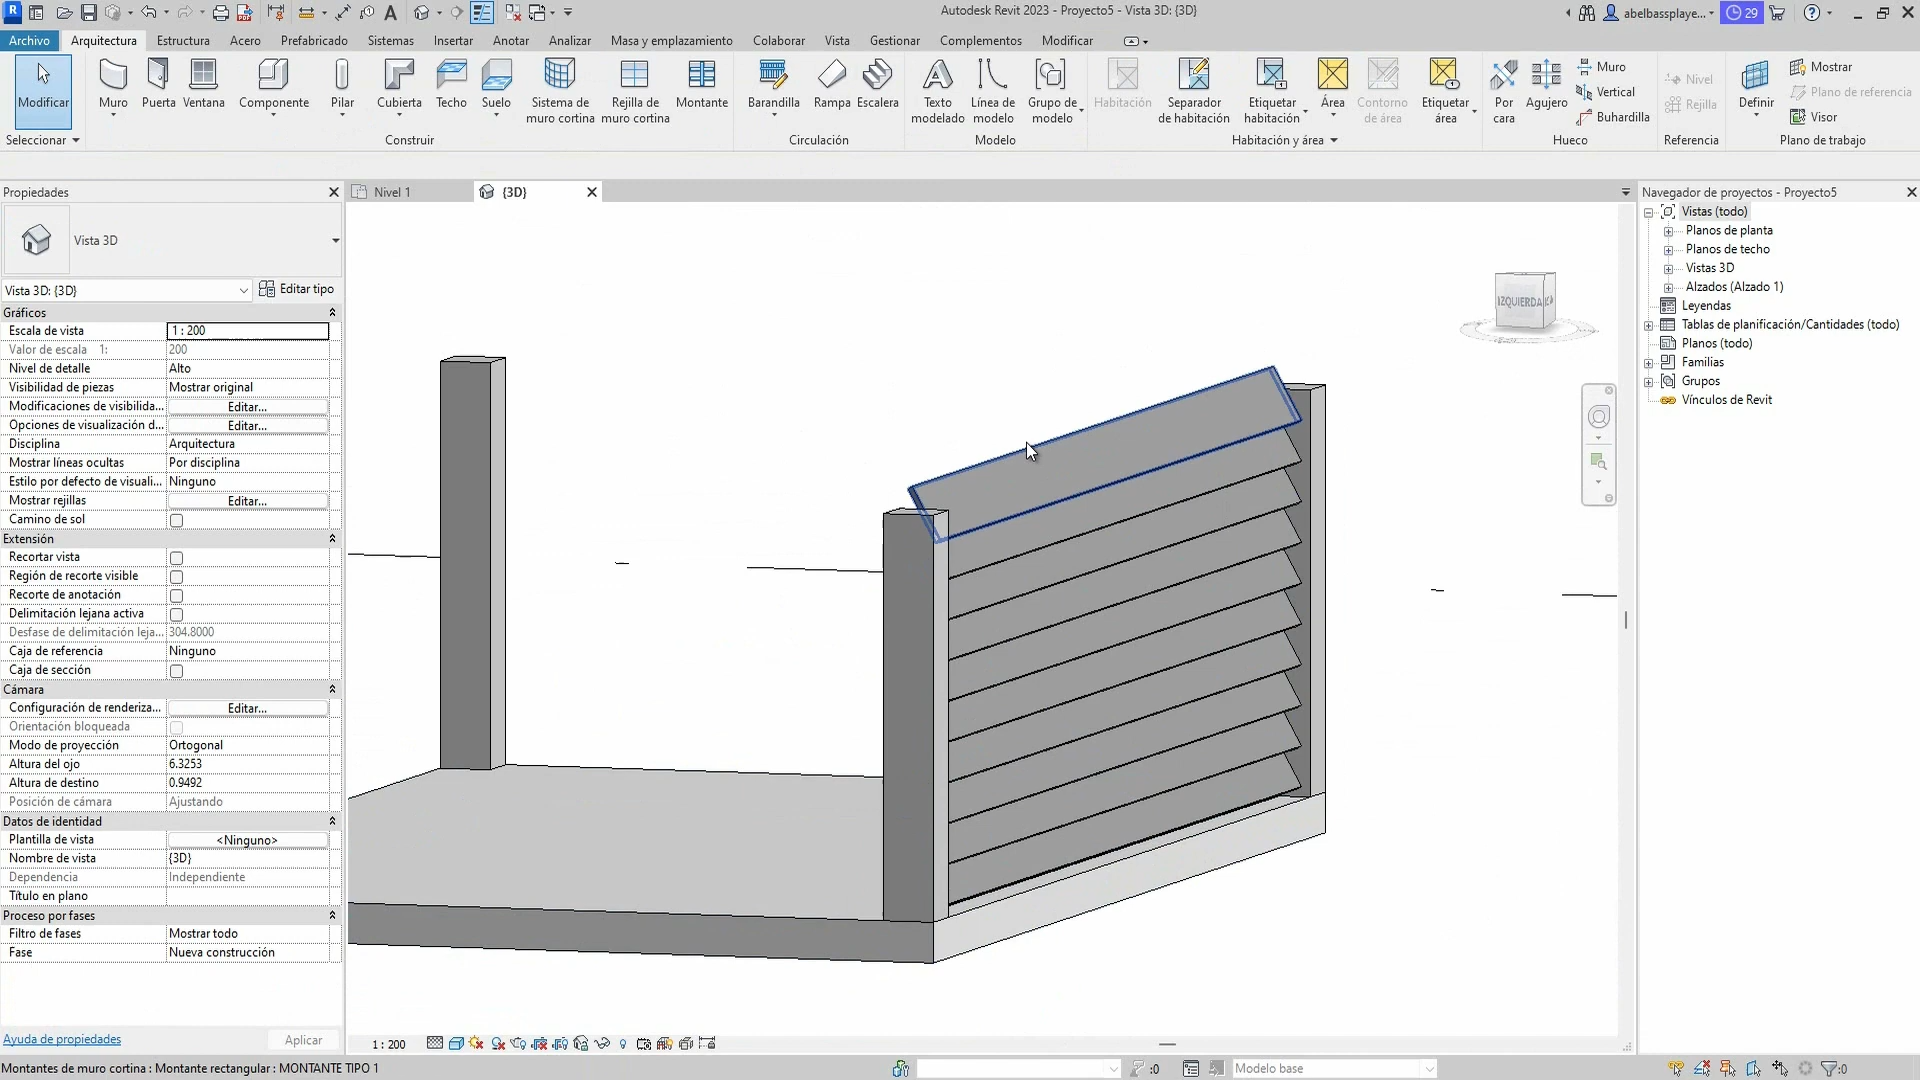 Autodesk Revit 2023 - Proyecto5 - Vista 3D: {3D}
abelbassplaye...
29
Archivo
Arquitectura
Estructura
Acero
Prefabricado
Sistemas
Insertar
Anotar
Analizar
Masa y emplazamiento
Colaborar
Vista
Gestionar
Complementos
Modificar
Modificar
Muro
Puerta
Ventana
Componente
Pilar
Cubierta
Techo
Suelo
Sistema de
muro cortina
Rejilla de
muro cortina
Montante
Barandilla
Rampa
Escalera
Texto
modelado
Línea de
modelo
Grupo de
modelo
Habitación
Separador
de habitación
Etiquetar
habitación
Área
Contorno
de área
Etiquetar
área
Por
cara
Agujero
Muro
Vertical
Buhardilla
Nivel
Rejilla
Definir
Mostrar
Plano de referencia
Visor
Seleccionar
Construir
Circulación
Modelo
Habitación y área
Hueco
Referencia
Plano de trabajo
Propiedades
Vista 3D
Vista 3D: {3D}
Editar tipo
Gráficos
Escala de vista 1 : 200
Valor de escala 1: 200
Nivel de detalle Alto
Visibilidad de piezas Mostrar original
Modificaciones de visibilida... Editar...
Opciones de visualización d... Editar...
Disciplina Arquitectura
Mostrar líneas ocultas Por disciplina
Estilo por defecto de visuali... Ninguno
Mostrar rejillas Editar...
Camino de sol
Extensión
Recortar vista
Región de recorte visible
Recorte de anotación
Delimitación lejana activa
Desfase de delimitación leja... 304.8000
Caja de referencia Ninguno
Caja de sección
Cámara
Configuración de renderiza... Editar...
Orientación bloqueada
Modo de proyección Ortogonal
Altura del ojo 6.3253
Altura de destino 0.9492
Posición de cámara Ajustando
Datos de identidad
Plantilla de vista <Ninguno>
Nombre de vista {3D}
Dependencia Independiente
Título en plano
Proceso por fases
Filtro de fases Mostrar todo
Fase Nueva construcción
Ayuda de propiedades
Aplicar
Nivel 1
{3D}
IZQUIERDA
1 : 200
Navegador de proyectos - Proyecto5
Vistas (todo)
Planos de planta
Planos de techo
Vistas 3D
Alzados (Alzado 1)
Leyendas
Tablas de planificación/Cantidades (todo)
Planos (todo)
Familias
Grupos
Vínculos de Revit
Montantes de muro cortina : Montante rectangular : MONTANTE TIPO 1
:0
Modelo base
:0